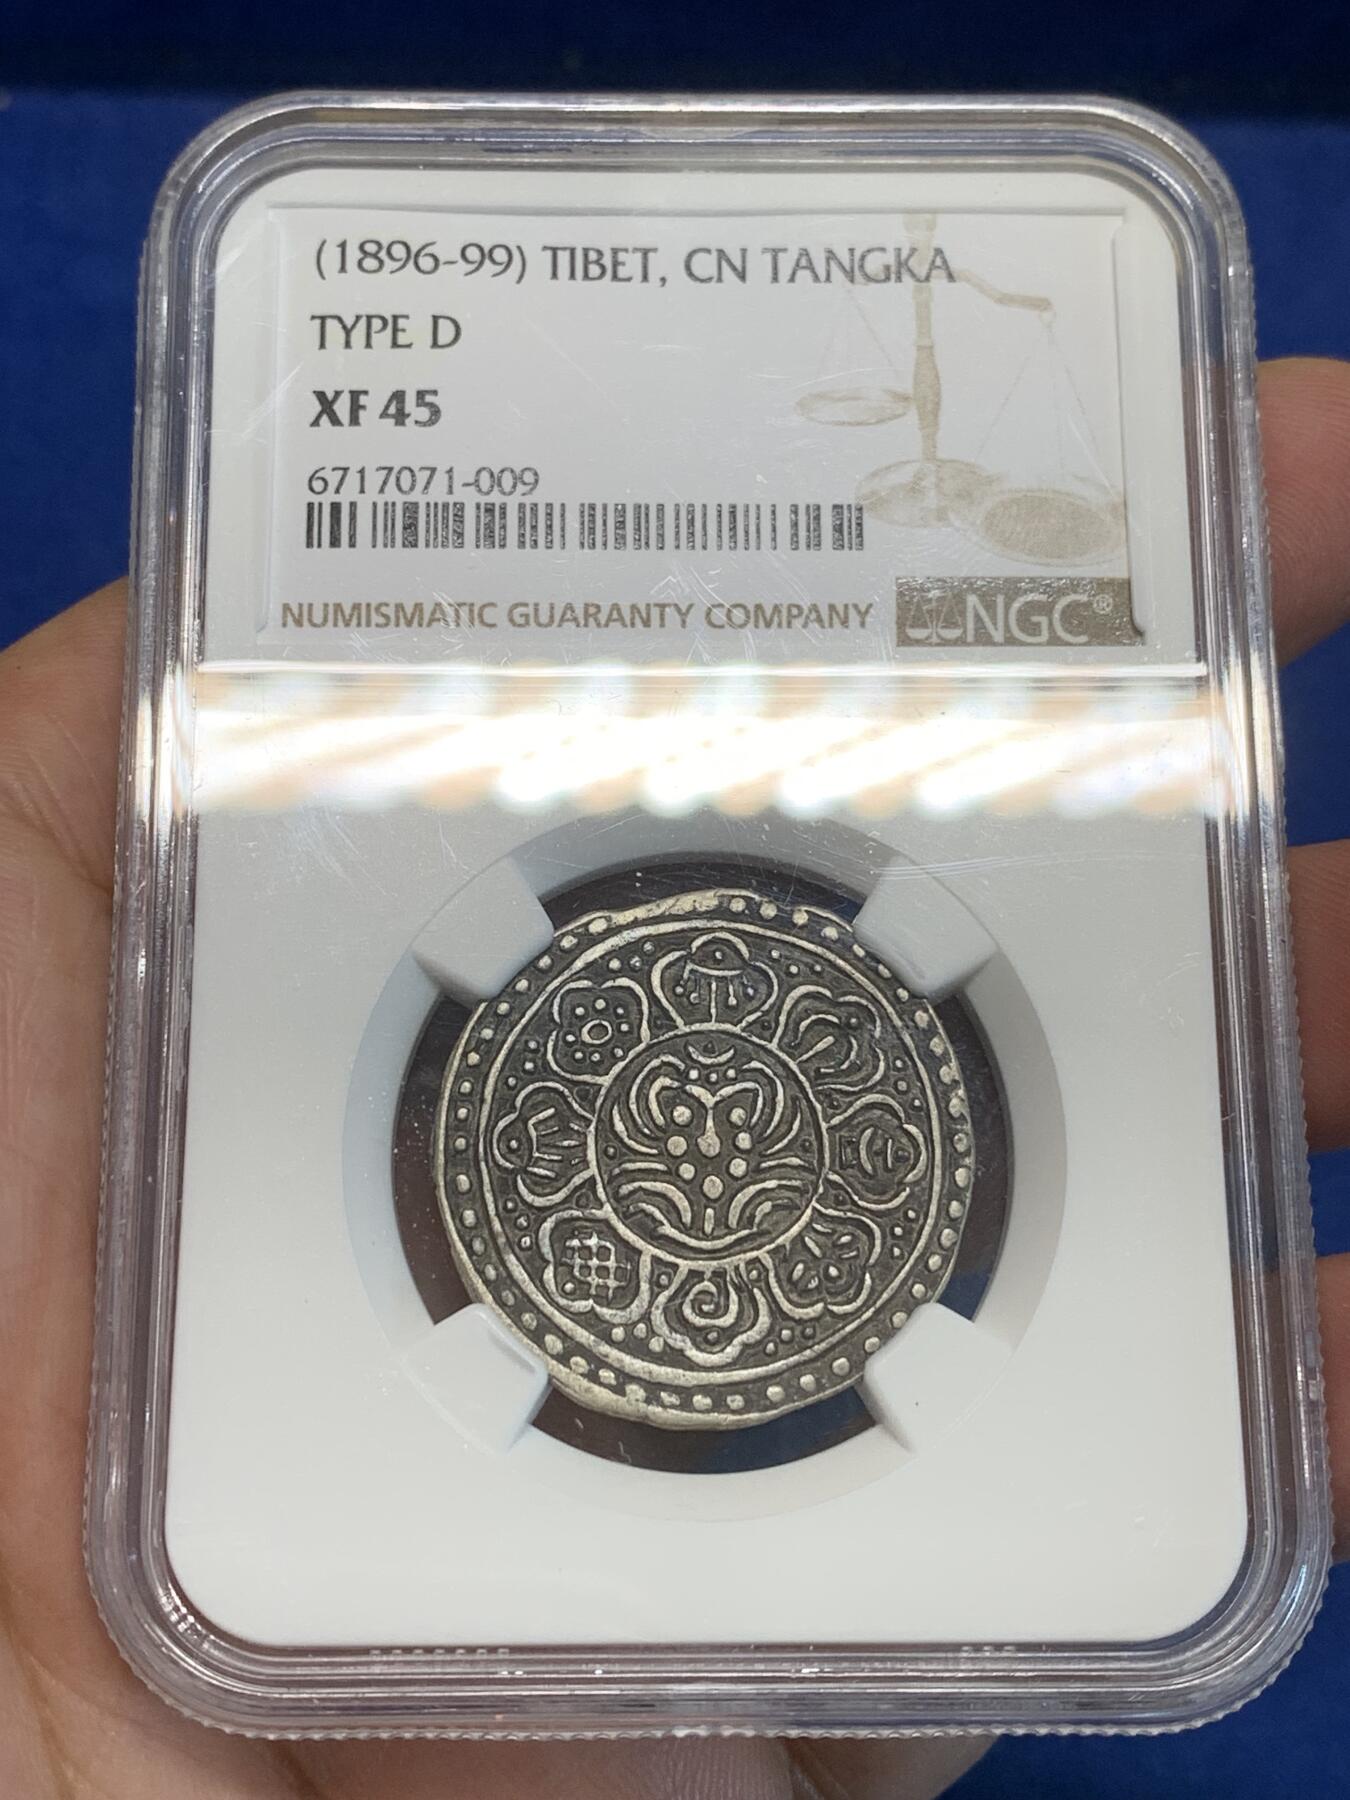 (1896-99) TIBET, CN TANGKA
TYPE D
XF 45
6717071-009
NUMISMATIC GUARANTY COMPANY
NGC®